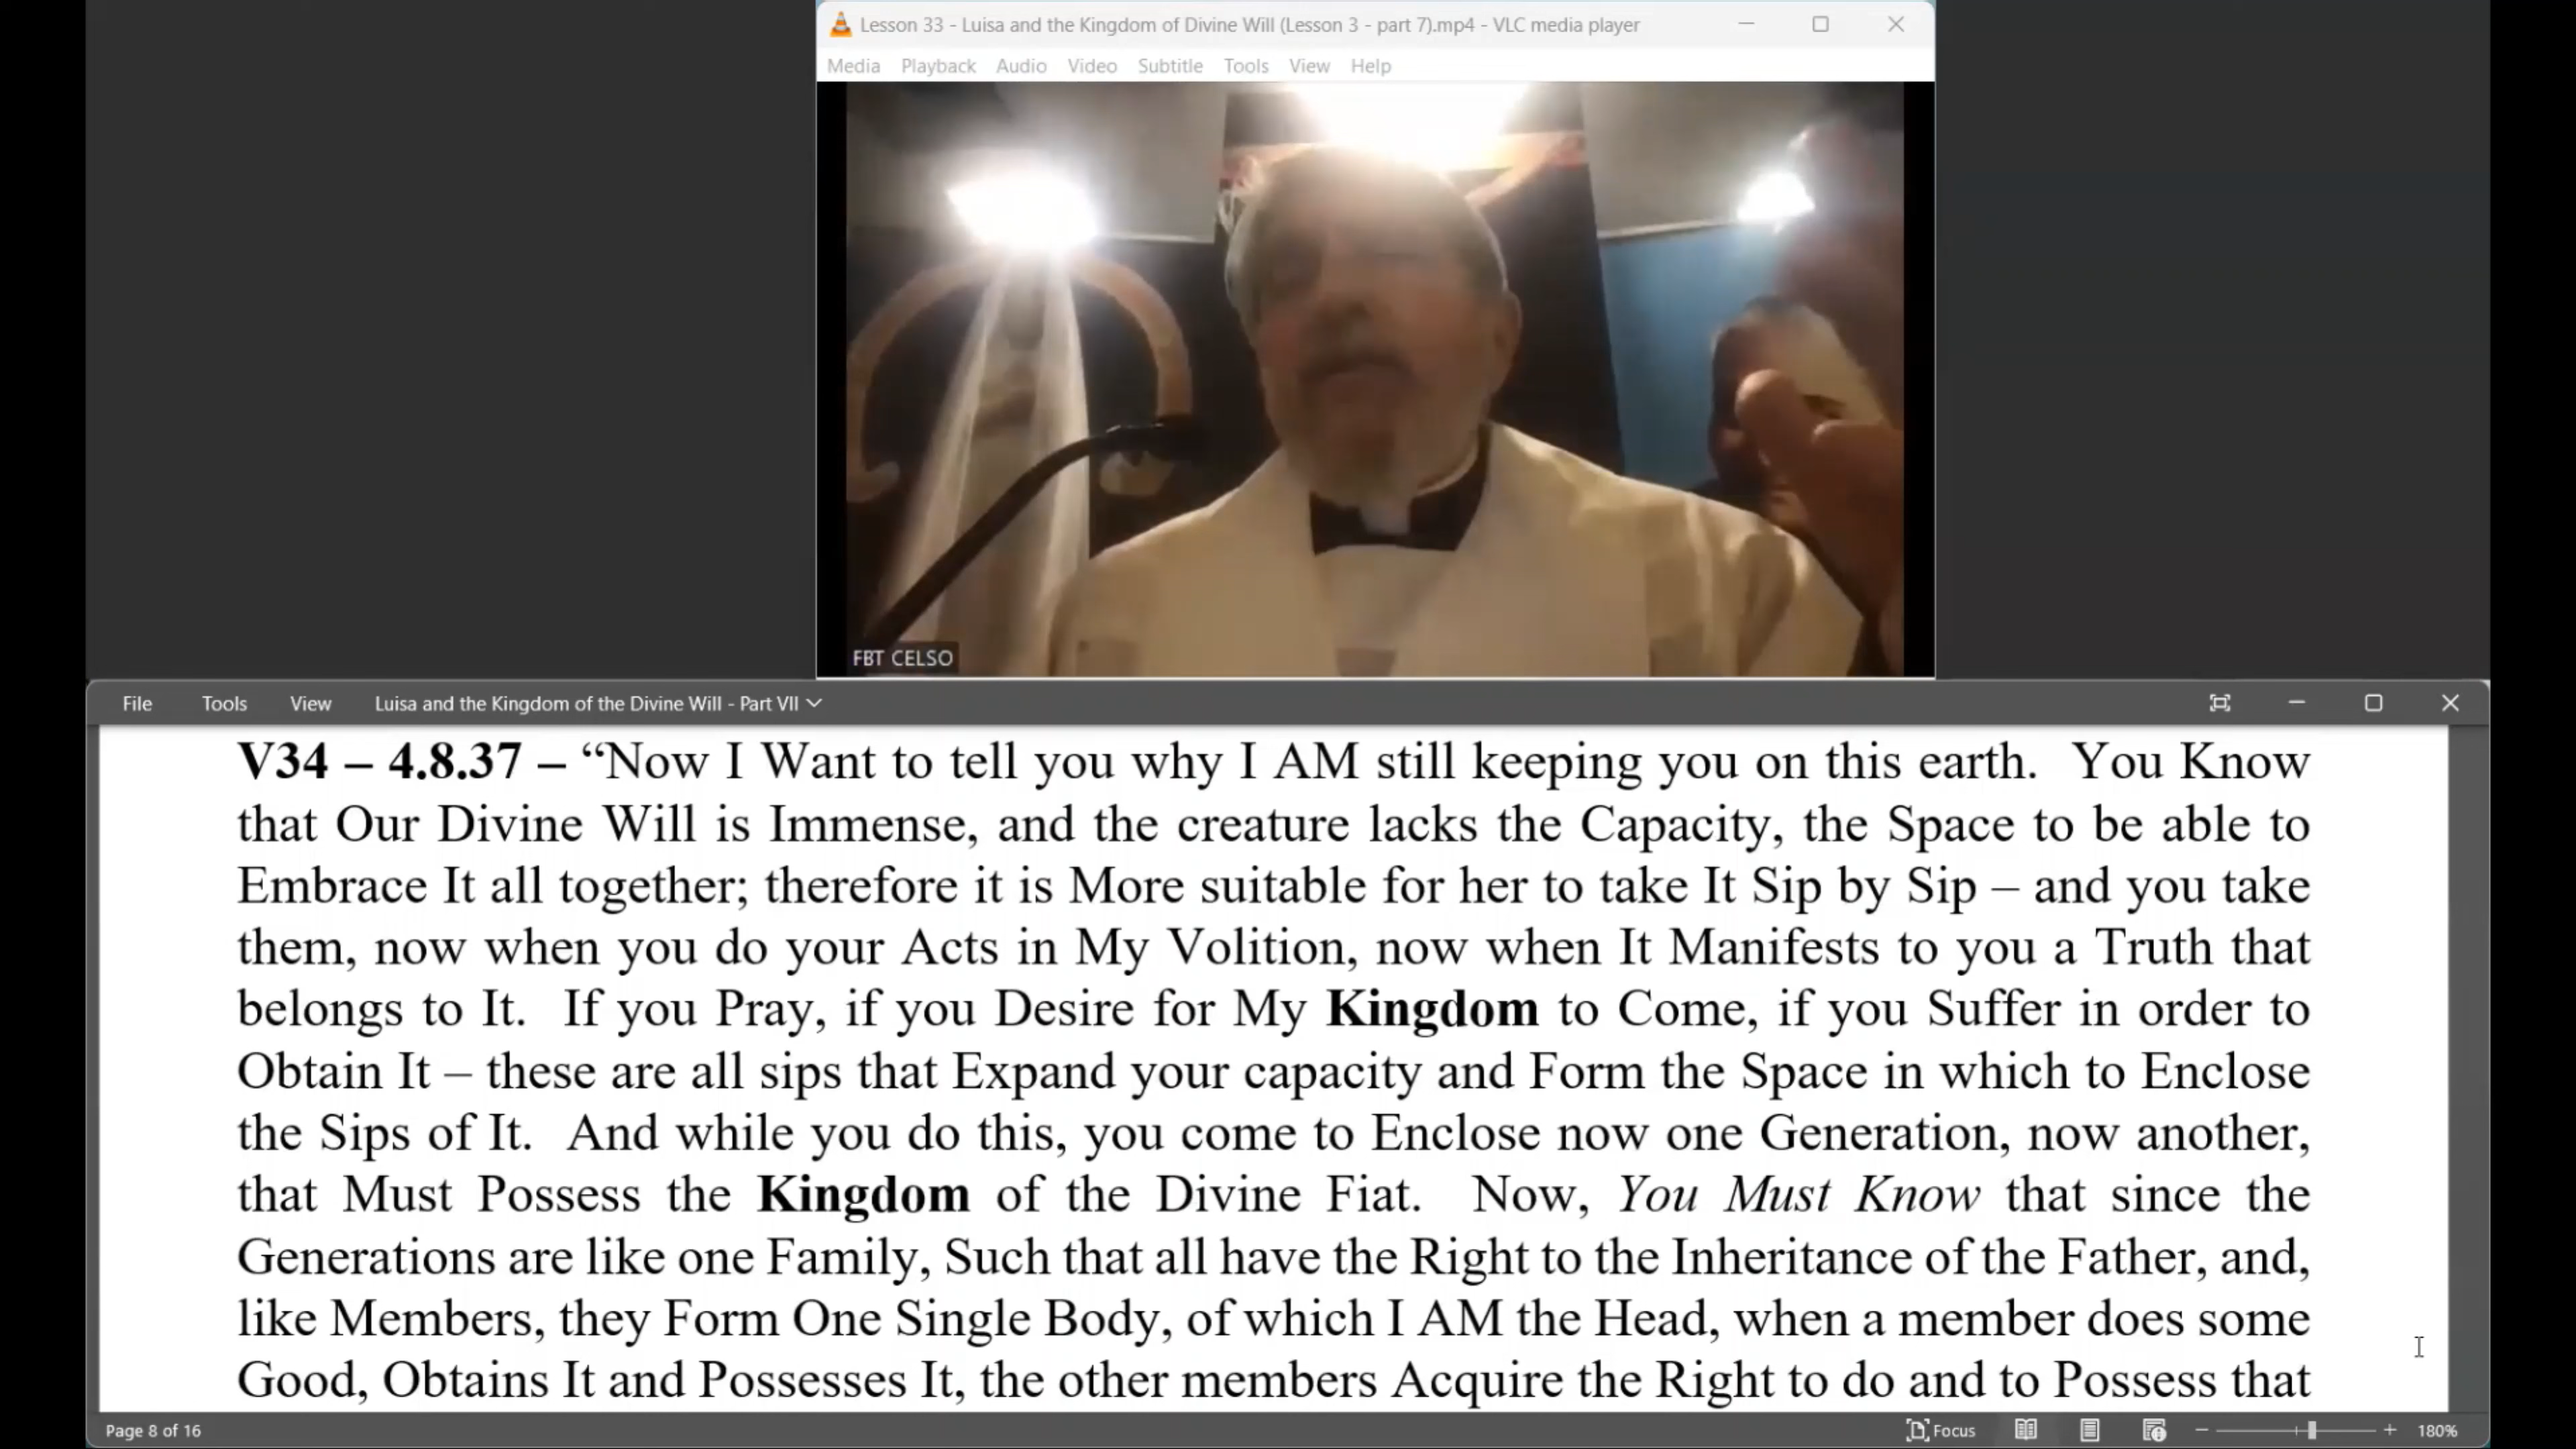 Lesson 33 - Luisa and the Kingdom of Divine Will (Lesson 3 - part 7).mp4 - VLC media player
Media Playback Audio Video Subtitle Tools View Help
FBT CELSO
File Tools View Luisa and the Kingdom of the Divine Will - Part VII
V34 – 4.8.37 – “Now I Want to tell you why I AM still keeping you on this earth. You Know
that Our Divine Will is Immense, and the creature lacks the Capacity, the Space to be able to
Embrace It all together; therefore it is More suitable for her to take It Sip by Sip – and you take
them, now when you do your Acts in My Volition, now when It Manifests to you a Truth that
belongs to It. If you Pray, if you Desire for My Kingdom to Come, if you Suffer in order to
Obtain It – these are all sips that Expand your capacity and Form the Space in which to Enclose
the Sips of It. And while you do this, you come to Enclose now one Generation, now another,
that Must Possess the Kingdom of the Divine Fiat. Now, You Must Know that since the
Generations are like one Family, Such that all have the Right to the Inheritance of the Father, and,
like Members, they Form One Single Body, of which I AM the Head, when a member does some
Good, Obtains It and Possesses It, the other members Acquire the Right to do and to Possess that
Page 8 of 16 Focus 180%